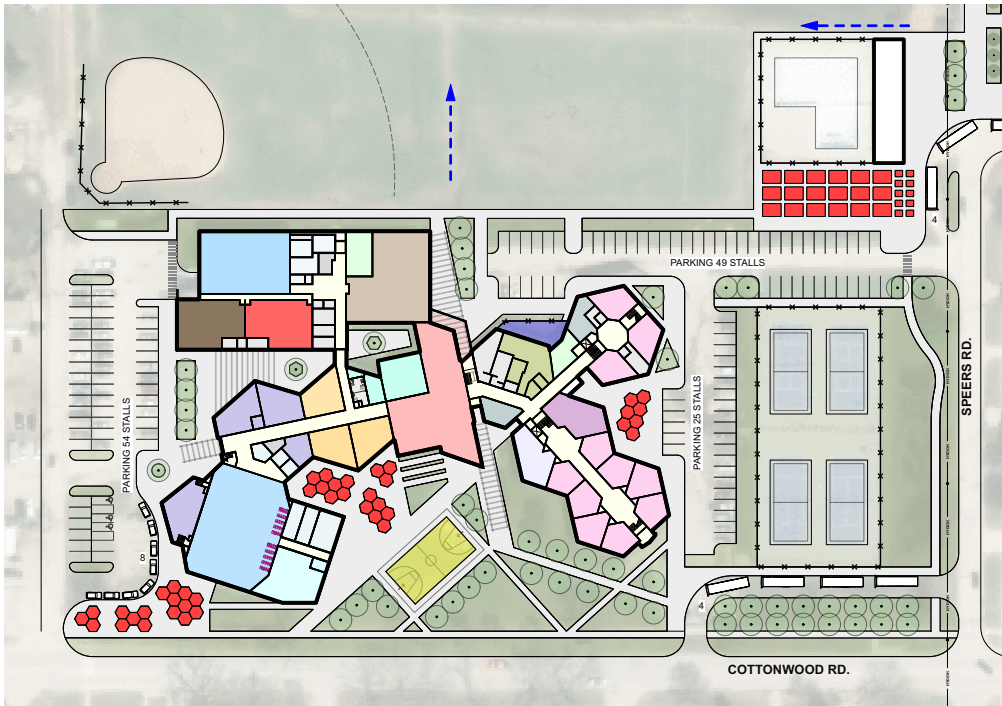 4
PARKING 49 STALLS
SPEERS RD.
PARKING 54 STALLS
PARKING 25 STALLS
8
4
COTTONWOOD RD.